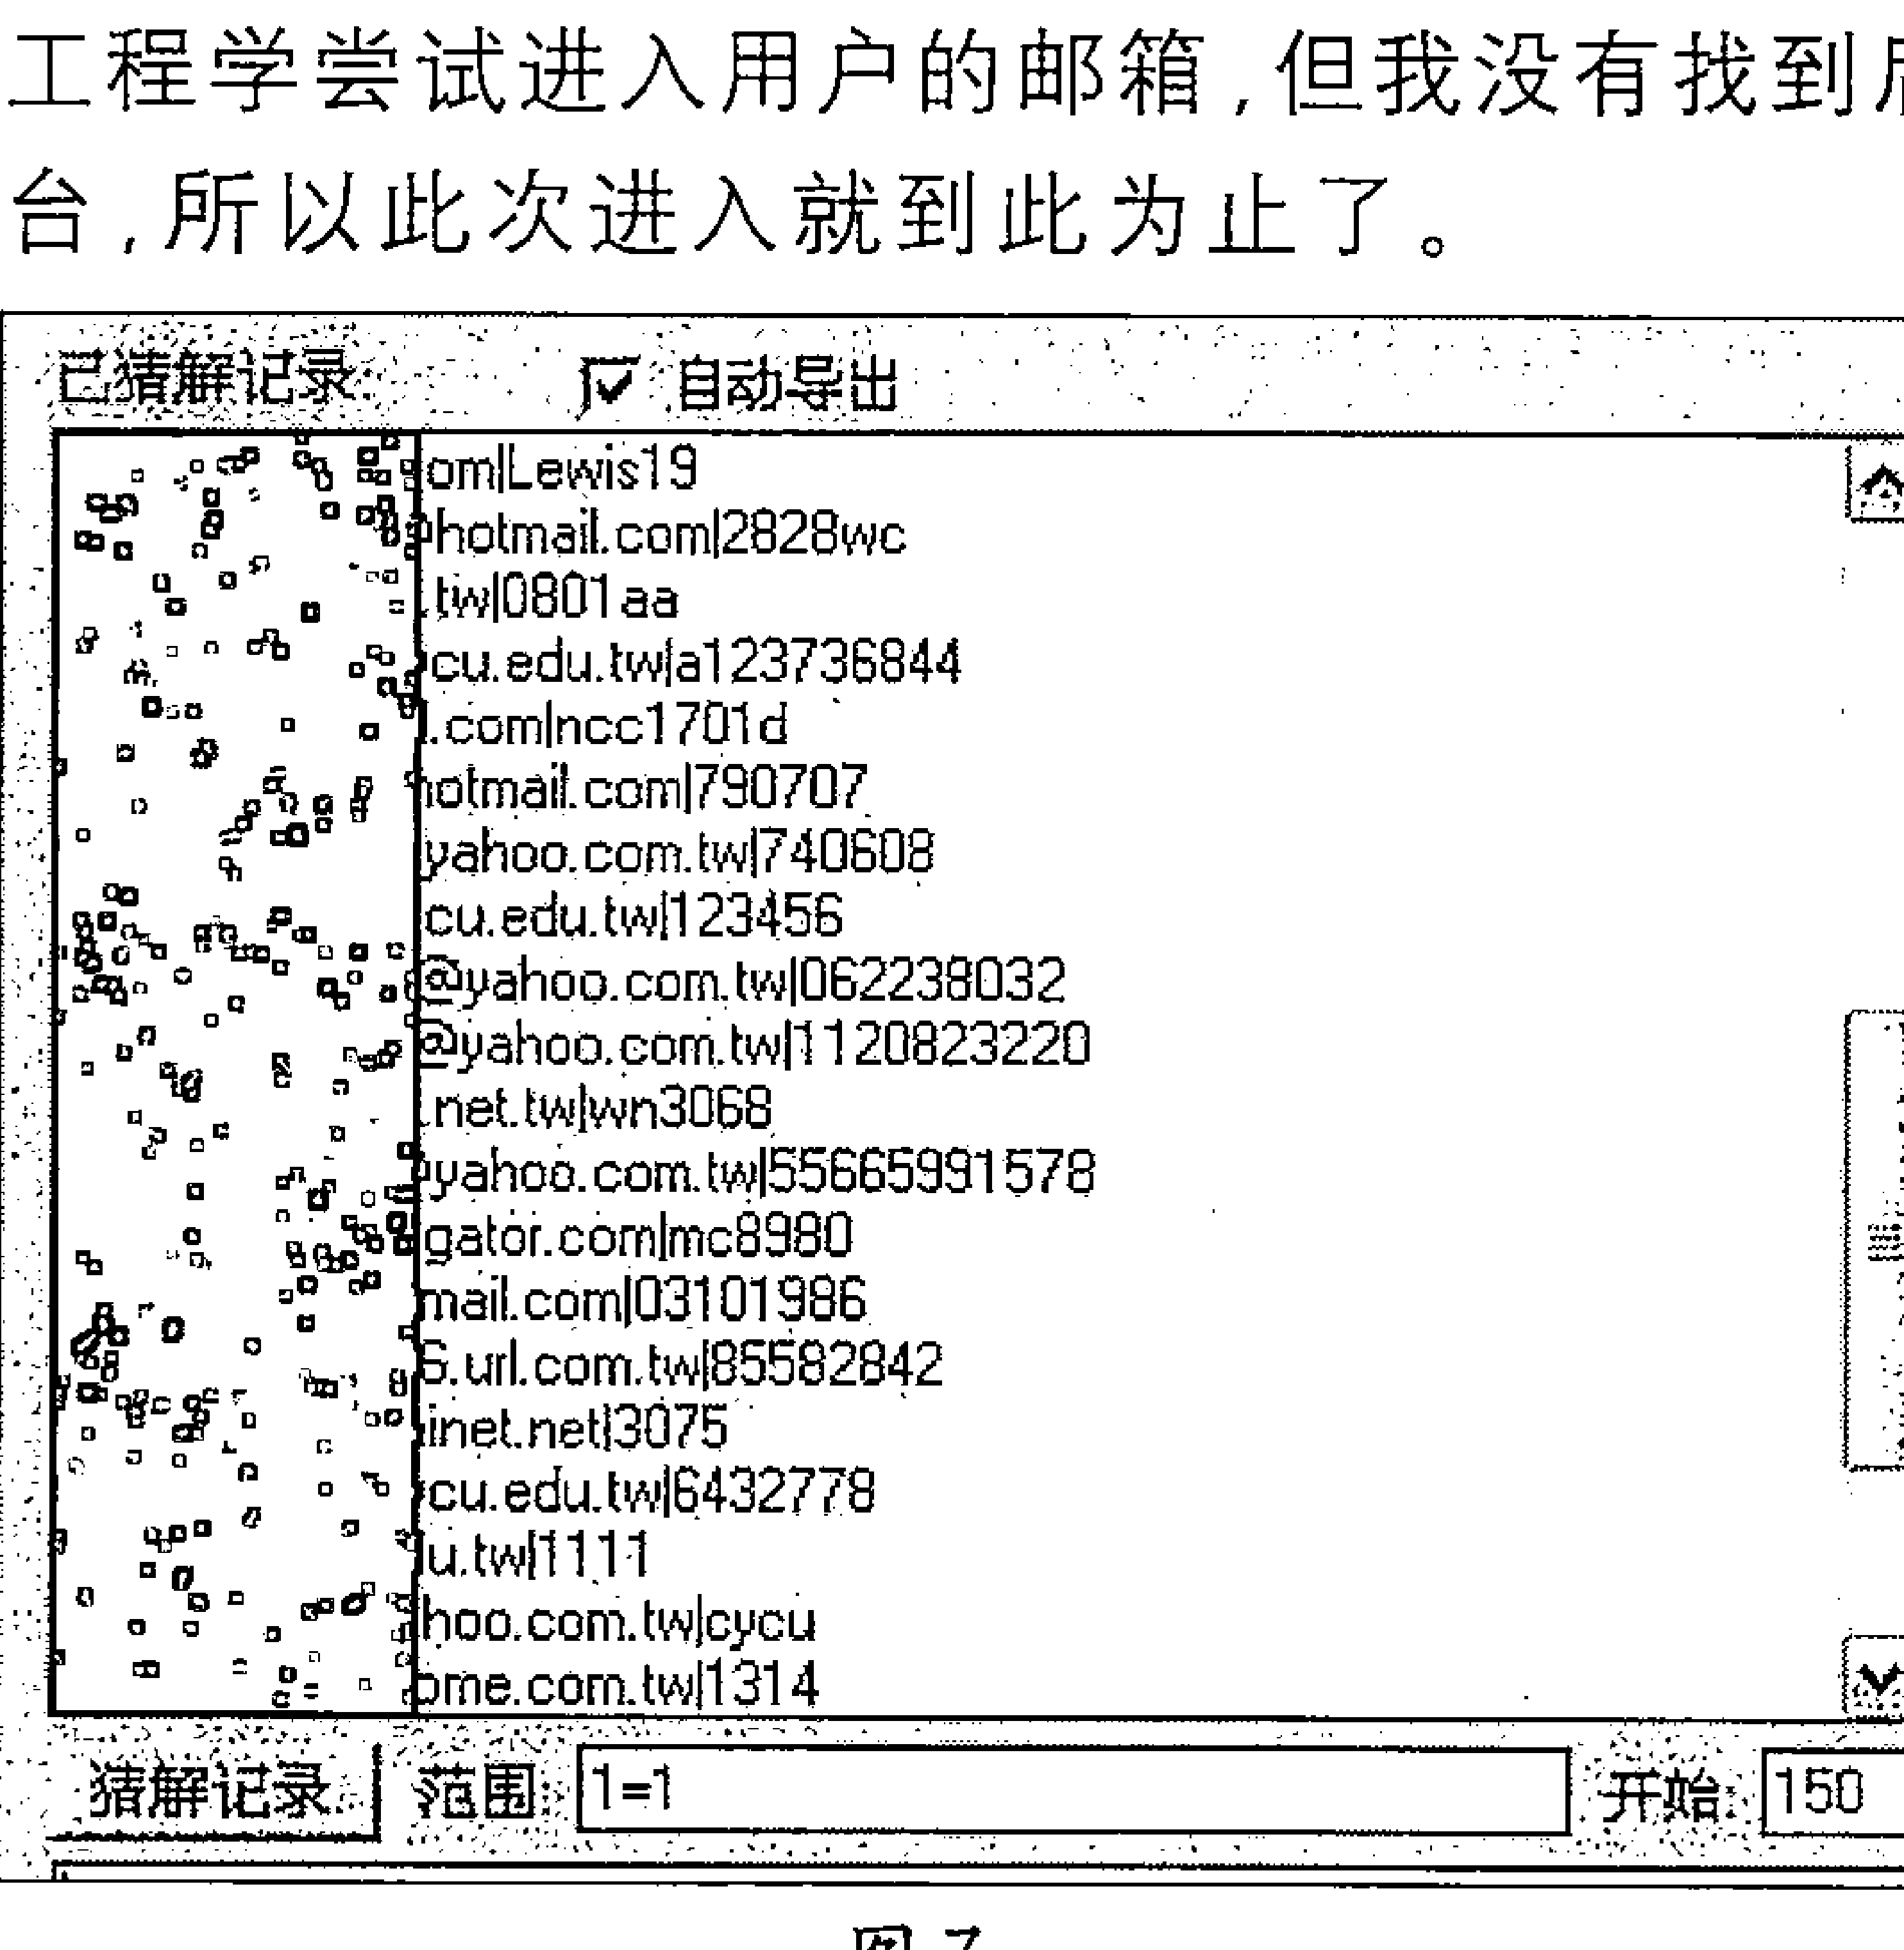 工程学尝试进入用户的邮箱,但我没有找到后
台,所以此次进入就到此为止了。
已猜解记录: 自动导出
om|Lewis19
hotmail.com|2828wc
.tw|0801aa
cu.edu.tw|a123736844
l.com|ncc1701d
hotmail.com|790707
yahoo.com.tw|740608
cu.edu.tw|123456
@yahoo.com.tw|062238032
@yahoo.com.tw|1120823220
.net.tw|wn3068
yahoo.com.tw|55665991578
gator.com|mc8980
mail.com|03101986
6.url.com.tw|85582842
inet.net|3075
cu.edu.tw|6432778
u.tw|1111
hoo.com.tw|cycu
ome.com.tw|1314
猜解记录 范围: 1=1 开始: 150
图 7